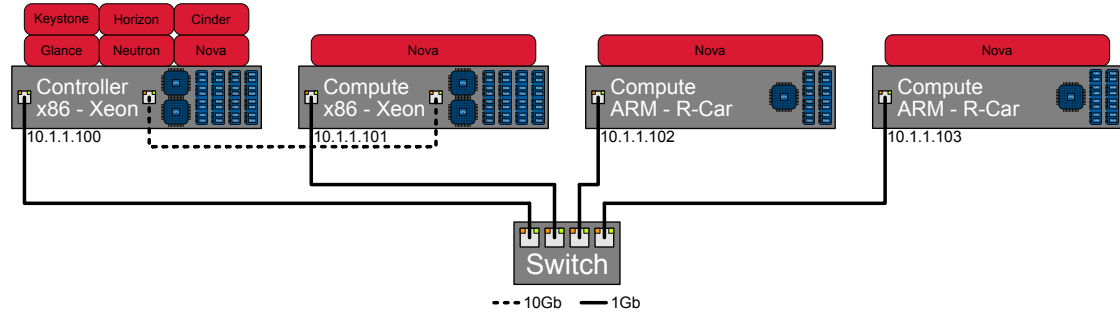 Keystone Horizon Cinder
Glance Neutron Nova
Nova
Nova
Nova
Controller
x86 - Xeon
10.1.1.100
Compute
x86 - Xeon
10.1.1.101
Compute
ARM - R-Car
10.1.1.102
Compute
ARM - R-Car
10.1.1.103
Switch
10Gb 1Gb